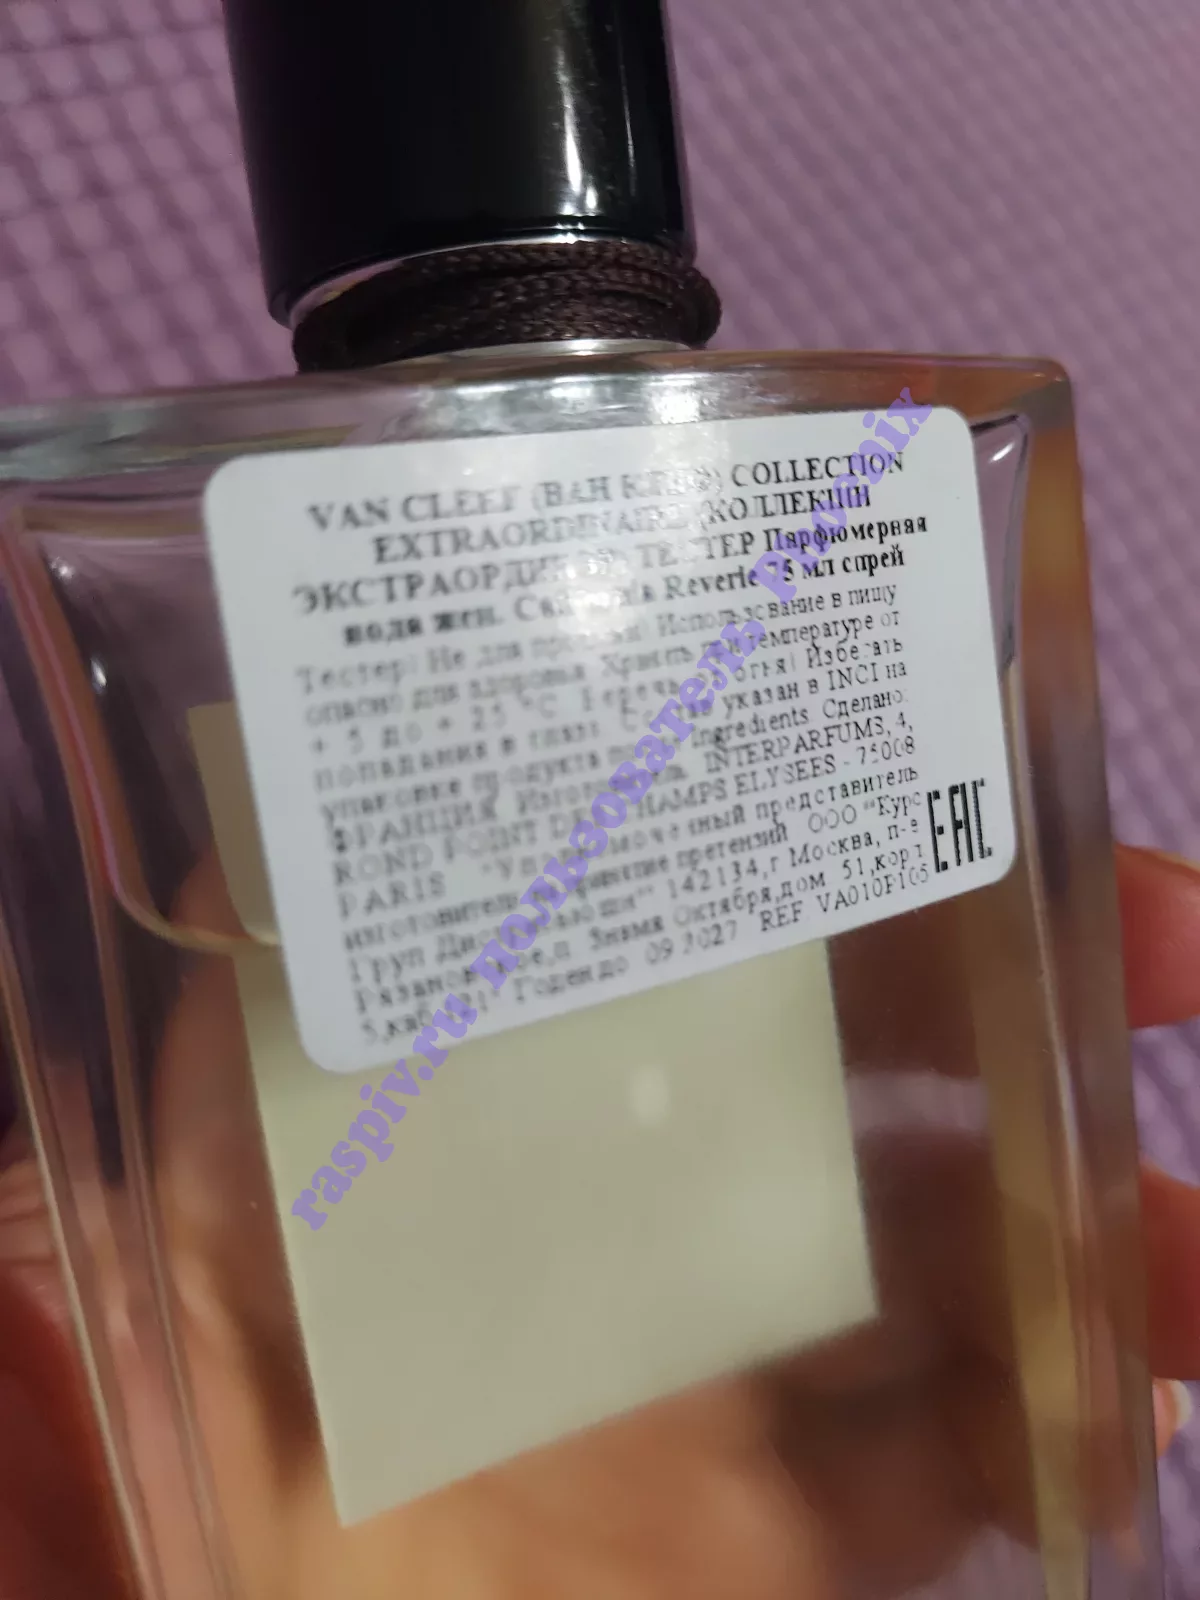 VAN CLEEF (ВАН КЛИФ) COLLECTION
EXTRAORDINAIRE (КОЛЛЕКЦИИ
ЭКСТРАОРДИНЭР) ТЕСТЕР Парфюмерная
вода жен. California Reverie 75 мл спрей
Тестер! Не для продажи! Использование в пищу
опасно для здоровья. Хранить при температуре от
+ 5 до + 25 °C. Беречь от огня! Избегать
попадания в глаза. Состав указан в INCI на
упаковке продукта после Ingredients. Сделано:
ФРАНЦИЯ. Изготовитель: INTERPARFUMS, 4,
ROND POINT DES CHAMPS ELYSEES - 75008
PARIS. "Уполномоченный представитель
изготовителя, принятие претензий ООО "Курс
Груп Дистрибьюшн"" 142134,г Москва, п-е
Рязановское,п Знамя Октября,дом 51,кор
5,каб Годен до 09 2027 REF VA010P105
EAC
raspiv.ru пользователь Phoenix